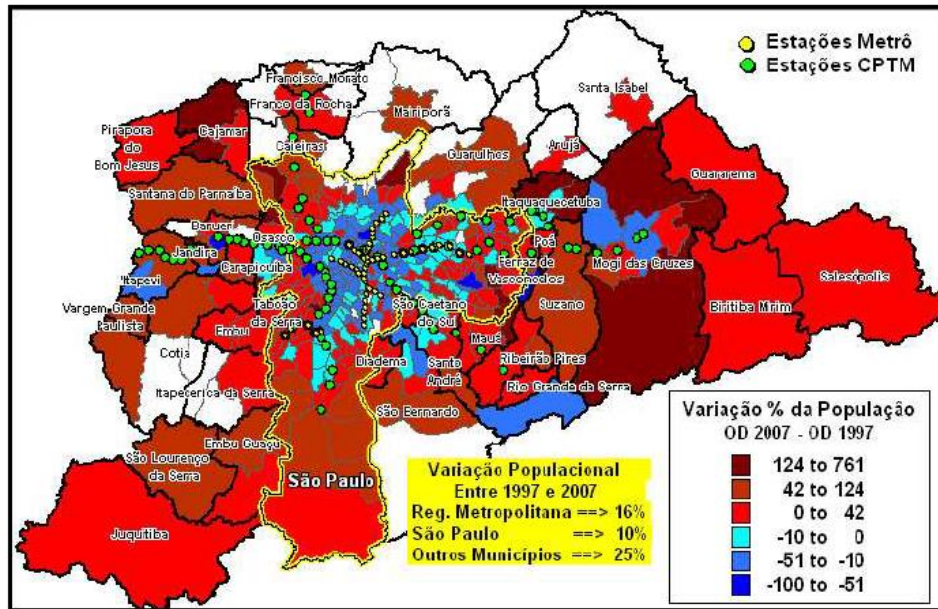 Estações Metrô
Estações CPTM
Francisco Morato
Franco da Rocha
Mariporã
Santa Isabel
Pirapora
do
Bom Jesus
Cajamar
Caieiras
Guarulhos
Arujá
Guararema
Santana do Parnaíba
Itaquaquecetuba
Barueri
Osasco
Poá
Jandira
Itapevi
Carapicuiba
Ferraz de
Vasconcelos
Mogi das Cruzes
Salesópolis
Vargem Grande
Paulista
Taboão
da Serra
São Caetano
do Sul
Suzano
Biritiba Mirim
Embu
Mauá
Cotia
Diadema
Santo
André
Ribeirão Pires
Itapecerica da Serra
Rio Grande da Serra
São Bernardo
Embu Guaçu
São Lourenço
da Serra
São Paulo
Juquitiba
Variação Populacional
Entre 1997 e 2007
Reg. Metropolitana ==> 16%
São Paulo ==> 10%
Outros Municípios ==> 25%
Variação % da População
OD 2007 - OD 1997
124 to 761
42 to 124
0 to 42
-10 to 0
-51 to -10
-100 to -51